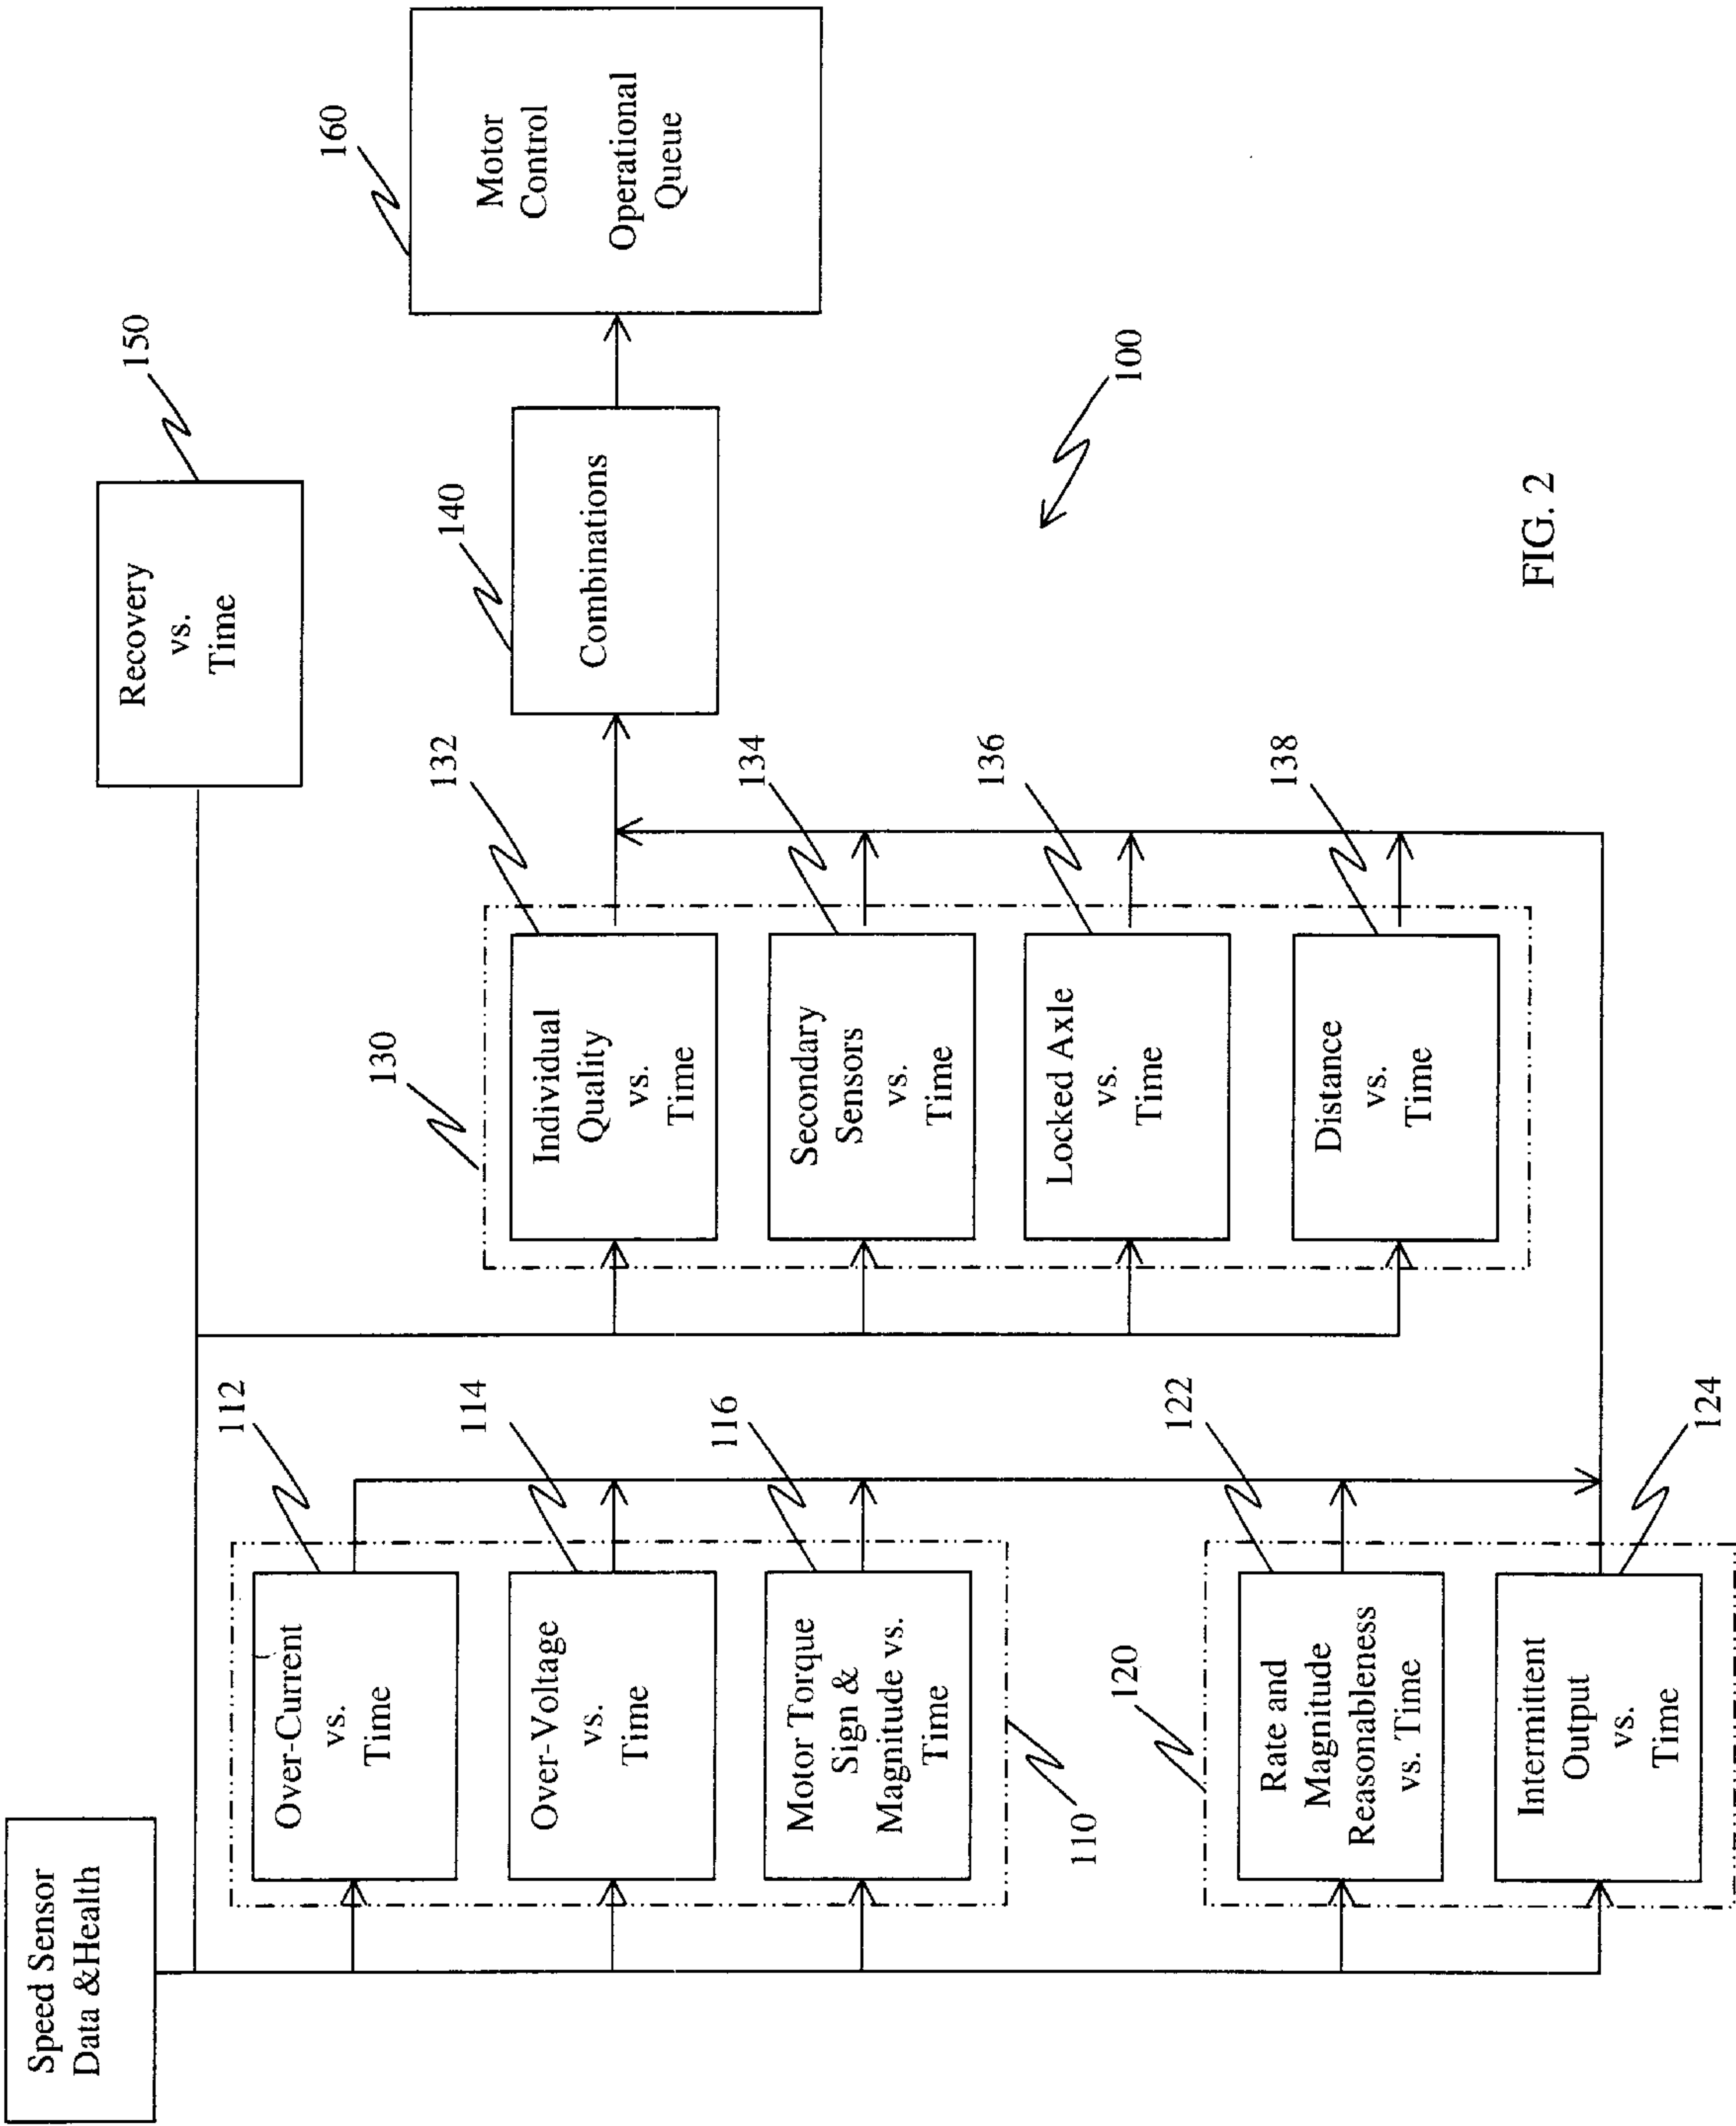 Speed Sensor
Data &Health
Over-Current
vs.
Time
112
Over-Voltage
vs.
Time
114
Motor Torque
Sign &
Magnitude vs.
Time
116
110
120
Rate and
Magnitude
Reasonableness
vs. Time
122
Intermittent
Output
vs.
Time
124
130
Individual
Quality
vs.
Time
132
Secondary
Sensors
vs.
Time
134
Locked Axle
vs.
Time
136
Distance
vs.
Time
138
Recovery
vs.
Time
150
Combinations
140
Motor
Control
Operational
Queue
160
100
FIG. 2